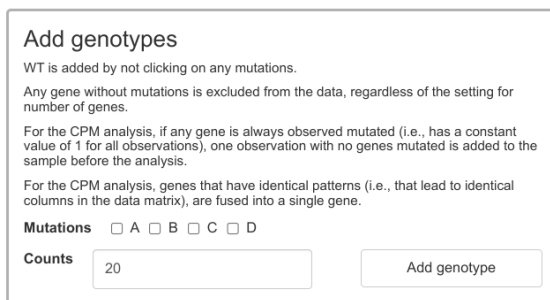 Add genotypes
WT is added by not clicking on any mutations.
Any gene without mutations is excluded from the data, regardless of the setting for
number of genes.
For the CPM analysis, if any gene is always observed mutated (i.e., has a constant
value of 1 for all observations), one observation with no genes mutated is added to the
sample before the analysis.
For the CPM analysis, genes that have identical patterns (i.e., that lead to identical
columns in the data matrix), are fused into a single gene.
Mutations A B C D
Counts 20 Add genotype